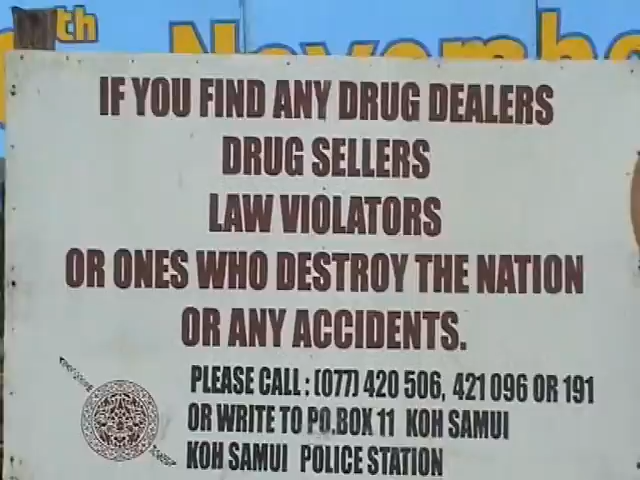 th November
IF YOU FIND ANY DRUG DEALERS
DRUG SELLERS
LAW VIOLATORS
OR ONES WHO DESTROY THE NATION
OR ANY ACCIDENTS.
PLEASE CALL : (077) 420 506, 421 096 OR 191
OR WRITE TO P.O.BOX 11 KOH SAMUI
KOH SAMUI POLICE STATION